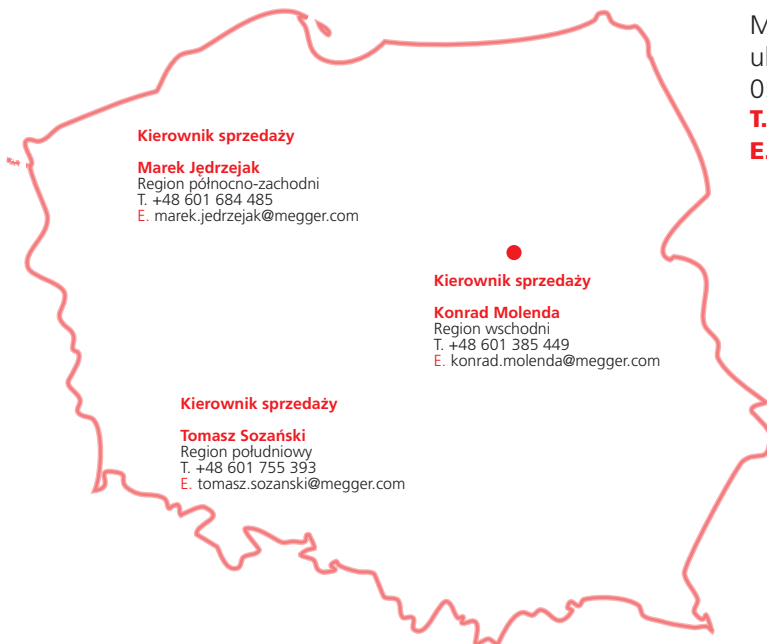 Kierownik sprzedaży
Marek Jędrzejak
Region północno-zachodni
T. +48 601 684 485
E. marek.jedrzejak@megger.com
Kierownik sprzedaży
Konrad Molenda
Region wschodni
T. +48 601 385 449
E. konrad.molenda@megger.com
Kierownik sprzedaży
Tomasz Sozański
Region południowy
T. +48 601 755 393
E. tomasz.sozanski@megger.com
T.
E.